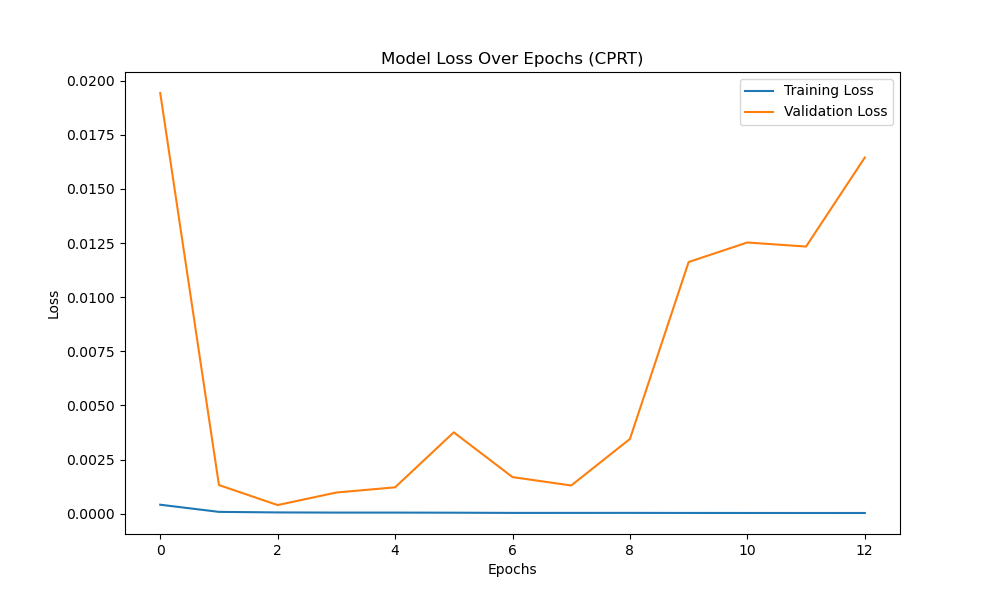 Model Loss Over Epochs (CPRT)
Training Loss
Validation Loss
0.0200
0.0175
0.0150
0.0125
0.0100
0.0075
0.0050
0.0025
0.0000
Loss
0 2 4 6 8 10 12
Epochs